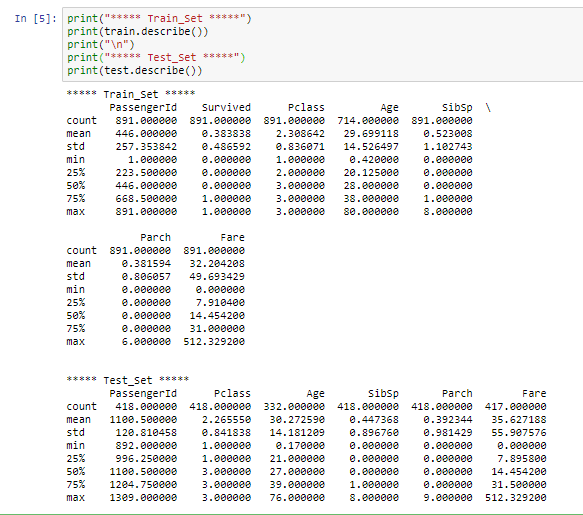 In [5]: print("***** Train_Set *****")
print(train.describe())
print("\n")
print("***** Test_Set *****")
print(test.describe())
***** Train_Set *****
PassengerId Survived Pclass Age SibSp \
count 891.000000 891.000000 891.000000 714.000000 891.000000
mean 446.000000 0.383838 2.308642 29.699118 0.523008
std 257.353842 0.486592 0.836071 14.526497 1.102743
min 1.000000 0.000000 1.000000 0.420000 0.000000
25% 223.500000 0.000000 2.000000 20.125000 0.000000
50% 446.000000 0.000000 3.000000 28.000000 0.000000
75% 668.500000 1.000000 3.000000 38.000000 1.000000
max 891.000000 1.000000 3.000000 80.000000 8.000000
Parch Fare
count 891.000000 891.000000
mean 0.381594 32.204208
std 0.806057 49.693429
min 0.000000 0.000000
25% 0.000000 7.910400
50% 0.000000 14.454200
75% 0.000000 31.000000
max 6.000000 512.329200
***** Test_Set *****
PassengerId Pclass Age SibSp Parch Fare
count 418.000000 418.000000 332.000000 418.000000 418.000000 417.000000
mean 1100.500000 2.265550 30.272590 0.447368 0.392344 35.627188
std 120.810458 0.841838 14.181209 0.896760 0.981429 55.907576
min 892.000000 1.000000 0.170000 0.000000 0.000000 0.000000
25% 996.250000 1.000000 21.000000 0.000000 0.000000 7.895800
50% 1100.500000 3.000000 27.000000 0.000000 0.000000 14.454200
75% 1204.750000 3.000000 39.000000 1.000000 0.000000 31.500000
max 1309.000000 3.000000 76.000000 8.000000 9.000000 512.329200